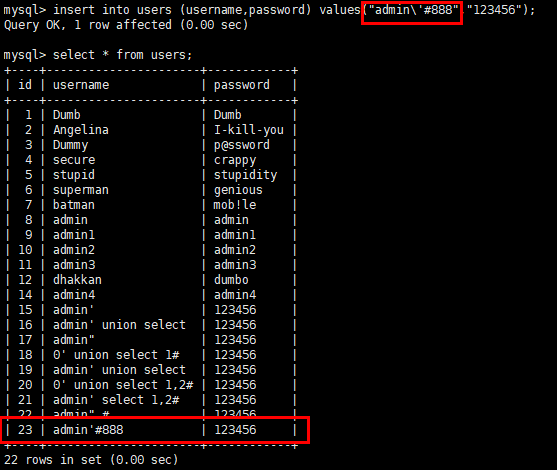 mysql> insert into users (username,password) values("admin\'#888","123456");
Query OK, 1 row affected (0.00 sec)
mysql> select * from users;
+----+---------------------+------------+
| id | username            | password   |
+----+---------------------+------------+
|  1 | Dumb                | Dumb       |
|  2 | Angelina            | I-kill-you |
|  3 | Dummy               | p@ssword   |
|  4 | secure              | crappy     |
|  5 | stupid              | stupidity  |
|  6 | superman            | genious    |
|  7 | batman              | mob!le     |
|  8 | admin               | admin      |
|  9 | admin1              | admin1     |
| 10 | admin2              | admin2     |
| 11 | admin3              | admin3     |
| 12 | dhakkan             | dumbo      |
| 14 | admin4              | admin4     |
| 15 | admin'              | 123456     |
| 16 | admin' union select | 123456     |
| 17 | admin"              | 123456     |
| 18 | 0' union select 1#  | 123456     |
| 19 | admin' union select | 123456     |
| 20 | 0' union select 1,2# | 123456     |
| 21 | admin' select 1,2#  | 123456     |
| 22 | admin" #            | 123456     |
| 23 | admin'#888          | 123456     |
+----+---------------------+------------+
22 rows in set (0.00 sec)